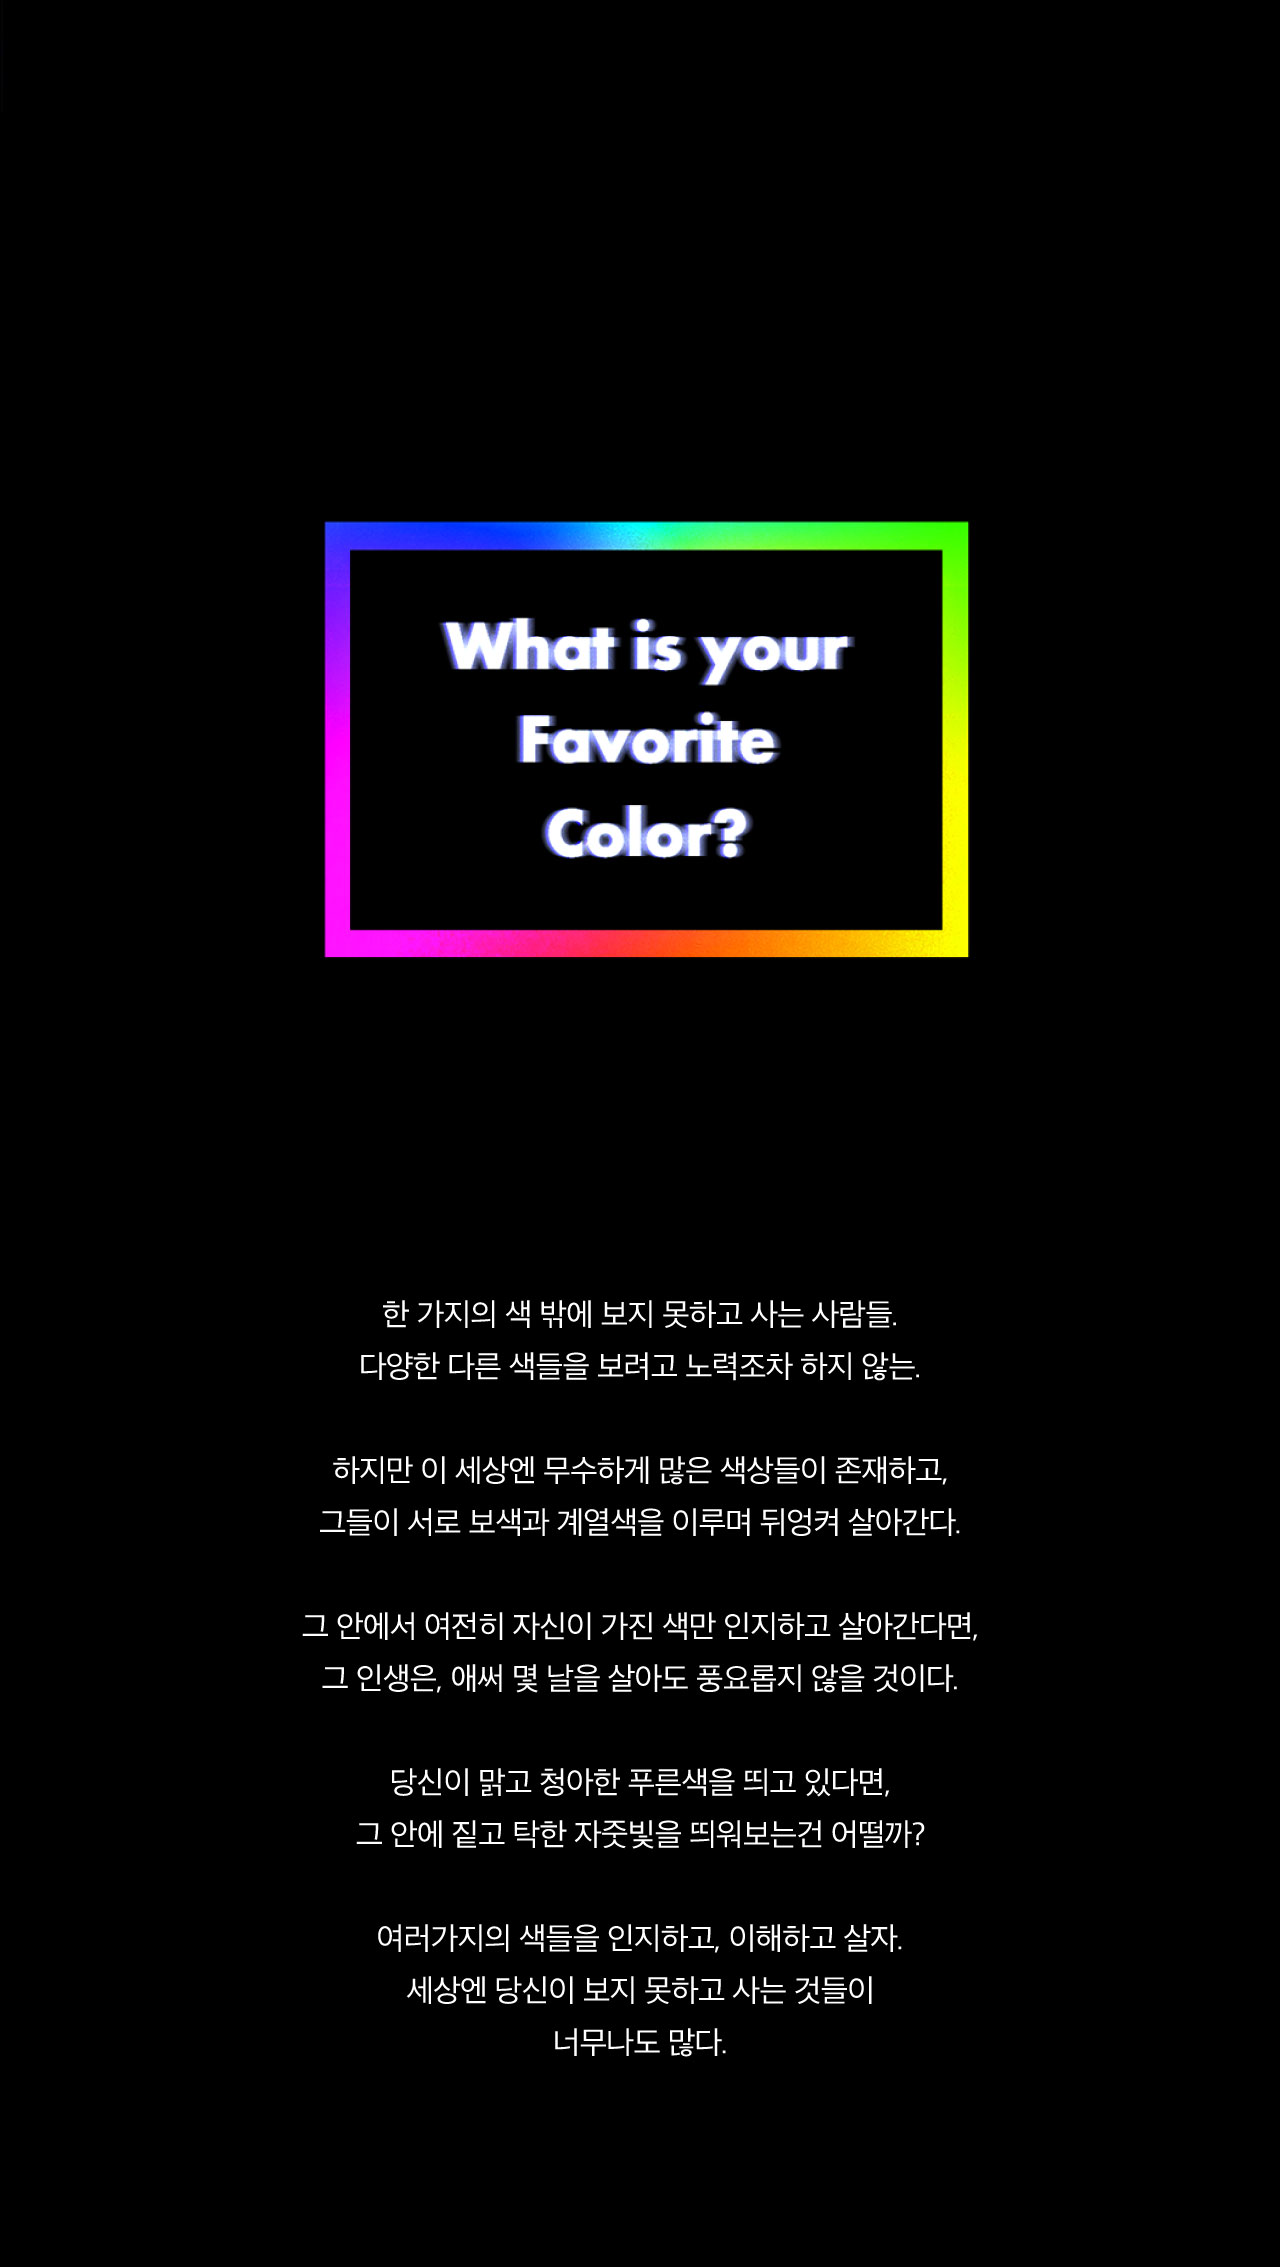 What is your
Favorite
Color?
한 가지의 색 밖에 보지 못하고 사는 사람들.
다양한 다른 색들을 보려고 노력조차 하지 않는.
하지만 이 세상엔 무수하게 많은 색상들이 존재하고,
그들이 서로 보색과 계열색을 이루며 뒤엉켜 살아간다.
그 안에서 여전히 자신이 가진 색만 인지하고 살아간다면,
그 인생은, 애써 몇 날을 살아도 풍요롭지 않을 것이다.
당신이 맑고 청아한 푸른색을 띄고 있다면,
그 안에 짙고 탁한 자줏빛을 띄워보는건 어떨까?
여러가지의 색들을 인지하고, 이해하고 살자.
세상엔 당신이 보지 못하고 사는 것들이
너무나도 많다.